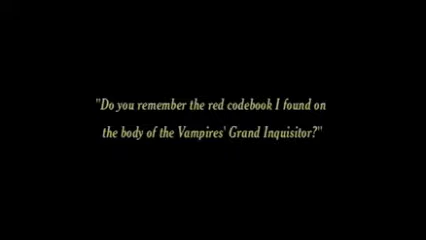 "Do you remember the red codebook I found on
the body of the Vampires' Grand Inquisitor?"